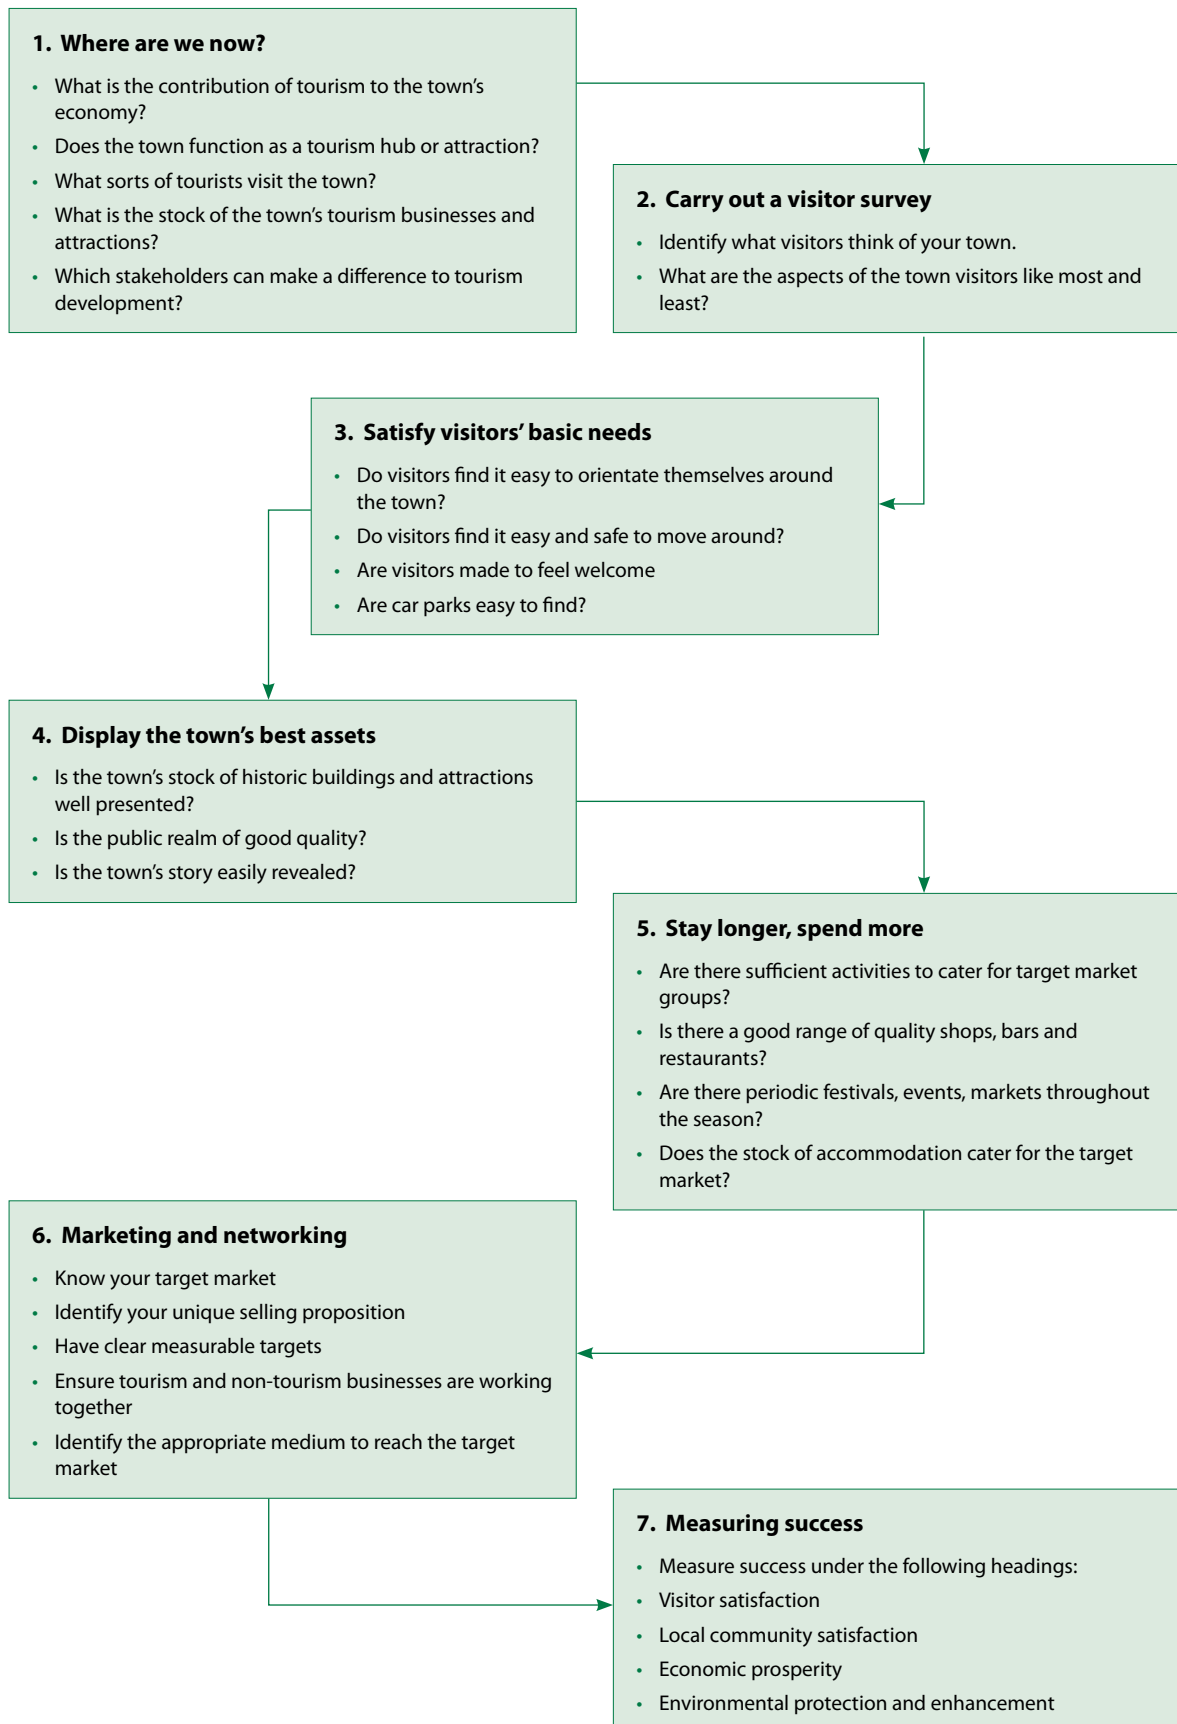 1. Where are we now?
• What is the contribution of tourism to the town’s
economy?
• Does the town function as a tourism hub or attraction?
• What sorts of tourists visit the town?
• What is the stock of the town’s tourism businesses and
attractions?
• Which stakeholders can make a difference to tourism
development?
2. Carry out a visitor survey
• Identify what visitors think of your town.
• What are the aspects of the town visitors like most and
least?
3. Satisfy visitors’ basic needs
• Do visitors find it easy to orientate themselves around
the town?
• Do visitors find it easy and safe to move around?
• Are visitors made to feel welcome
• Are car parks easy to find?
4. Display the town’s best assets
• Is the town’s stock of historic buildings and attractions
well presented?
• Is the public realm of good quality?
• Is the town’s story easily revealed?
5. Stay longer, spend more
• Are there sufficient activities to cater for target market
groups?
• Is there a good range of quality shops, bars and
restaurants?
• Are there periodic festivals, events, markets throughout
the season?
• Does the stock of accommodation cater for the target
market?
6. Marketing and networking
• Know your target market
• Identify your unique selling proposition
• Have clear measurable targets
• Ensure tourism and non-tourism businesses are working
together
• Identify the appropriate medium to reach the target
market
7. Measuring success
• Measure success under the following headings:
• Visitor satisfaction
• Local community satisfaction
• Economic prosperity
• Environmental protection and enhancement